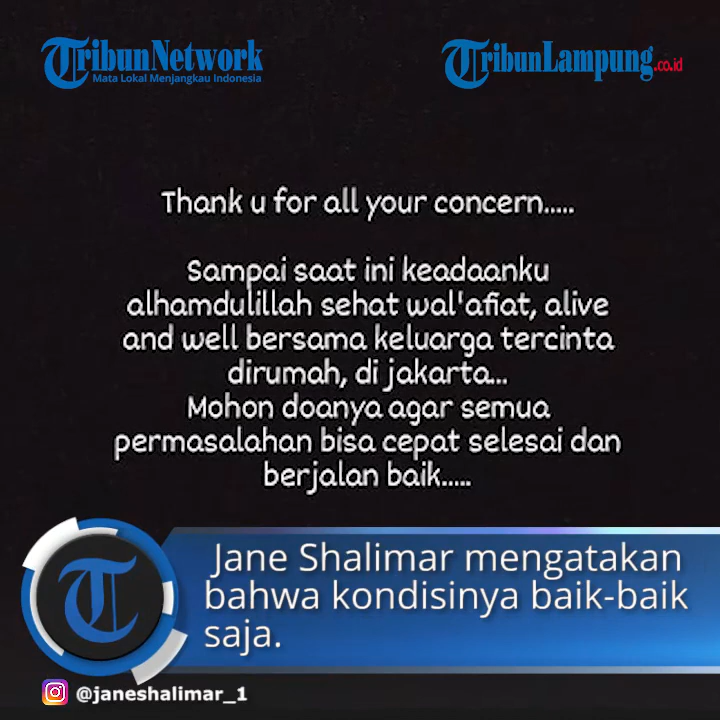 TribunNetwork
Mata Lokal Menjangkau Indonesia
TribunLampung.co.id
Thank u for all your concern.....
Sampai saat ini keadaanku
alhamdulillah sehat wal'afiat, alive
and well bersama keluarga tercinta
dirumah, di jakarta...
Mohon doanya agar semua
permasalahan bisa cepat selesai dan
berjalan baik.....
T
Jane Shalimar mengatakan
bahwa kondisinya baik-baik
saja.
@janeshalimar_1